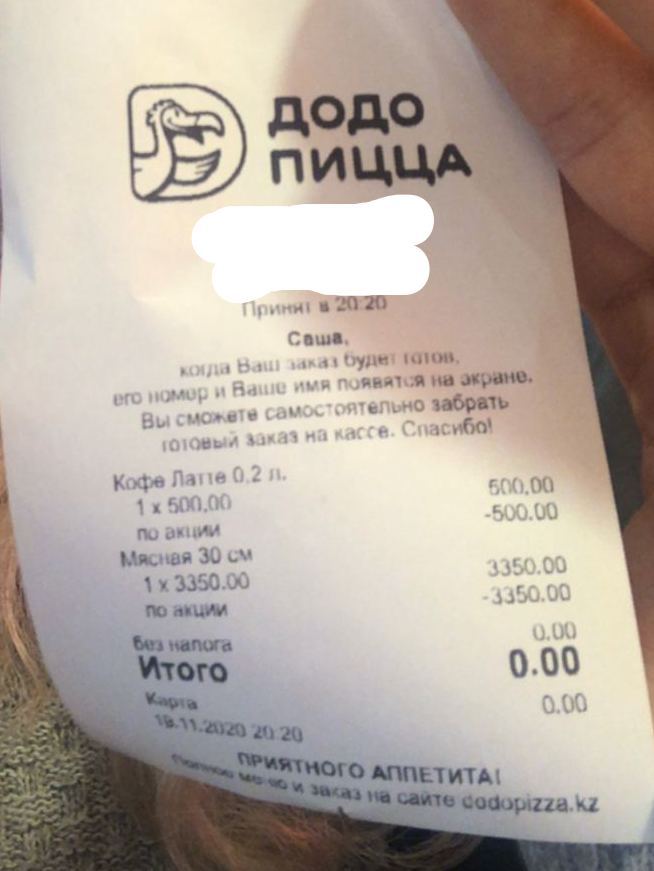 ДОДО
ПИЦЦА
Принят в 20:20
Саша,
когда Ваш заказ будет готов,
его номер и Ваше имя появятся на экране.
Вы сможете самостоятельно забрать
готовый заказ на кассе. Спасибо!
Кофе Латте 0,2 л.
1 x 500,00 500,00
по акции -500.00
Мясная 30 см
1 x 3350.00 3350.00
по акции -3350.00
без налога 0.00
Итого 0.00
Карта 0.00
19.11.2020 20:20
ПРИЯТНОГО АППЕТИТА!
Полное меню и заказ на сайте dodopizza.kz